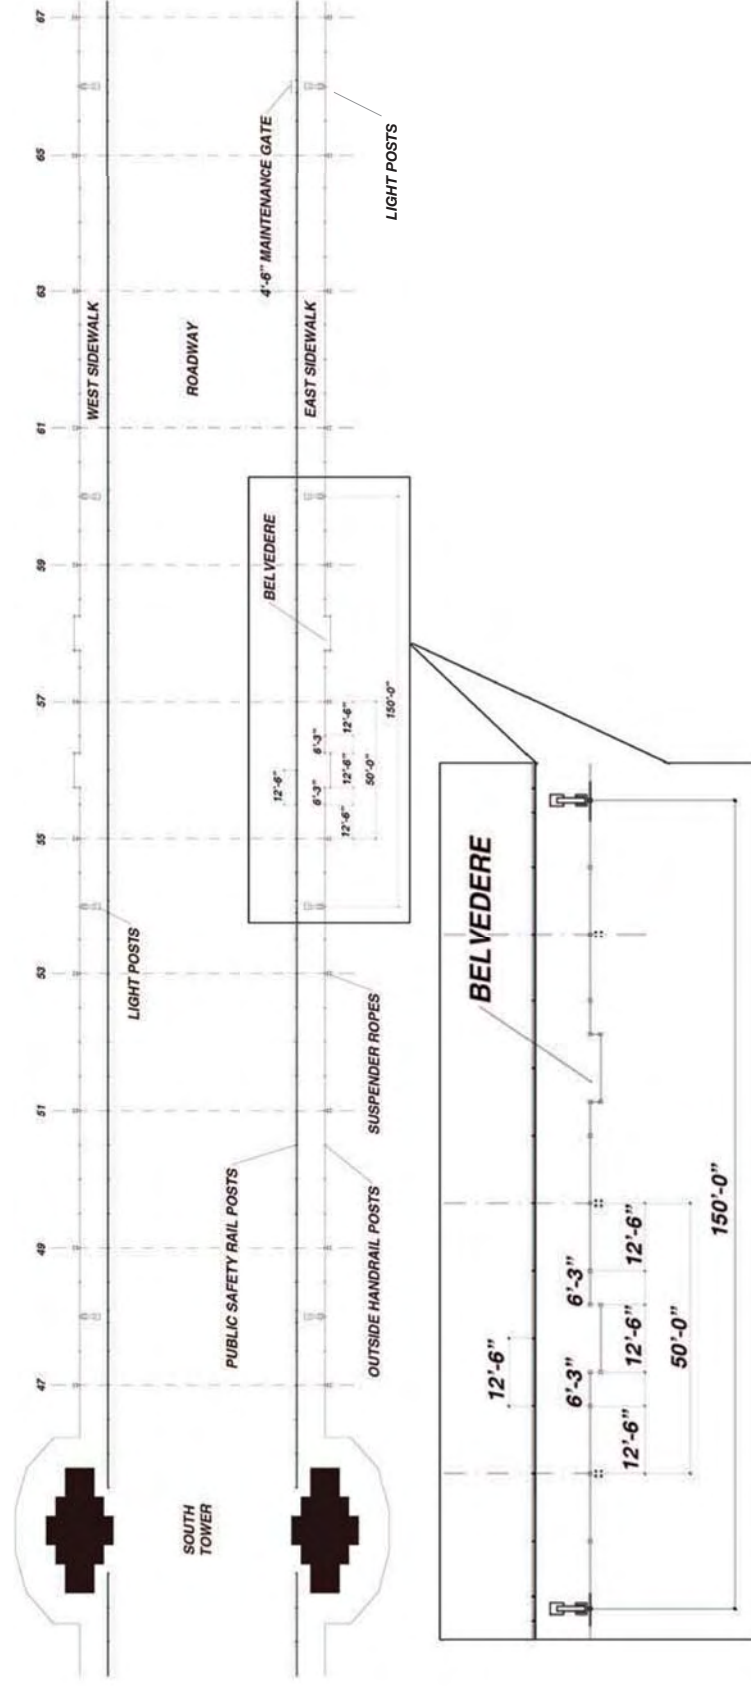 47
49
51
53
55
57
59
61
63
65
67
WEST SIDEWALK
LIGHT POSTS
SOUTH
TOWER
ROADWAY
PUBLIC SAFETY RAIL POSTS
4'-6" MAINTENANCE GATE
BELVEDERE
12'-6"
EAST SIDEWALK
6'-3"
6'-3"
12'-6"
12'-6"
12'-6"
50'-0"
150'-0"
OUTSIDE HANDRAIL POSTS
SUSPENDER ROPES
LIGHT POSTS
BELVEDERE
12'-6"
6'-3"
6'-3"
12'-6"
12'-6"
12'-6"
50'-0"
150'-0"